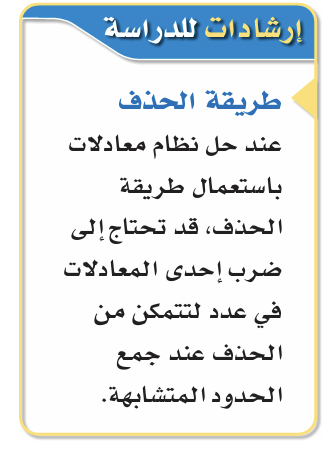 إرشادات للدراسة
طريقة الحذف
عند حل نظام معادلات
باستعمال طريقة
الحذف، قد تحتاج إلى
ضرب إحدى المعادلات
في عدد لتتمكن من
الحذف عند جمع
الحدود المتشابهة.